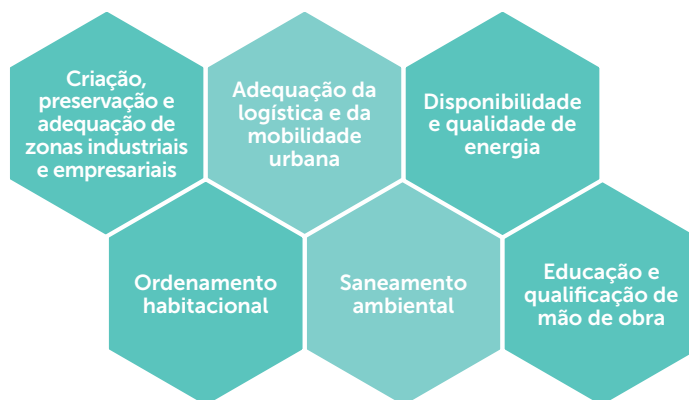 Criação,
preservação e
adequação de
zonas industriais
e empresariais
Adequação da
logística e da
mobilidade
urbana
Disponibilidade
e qualidade de
energia
Ordenamento
habitacional
Saneamento
ambiental
Educação e
qualificação de
mão de obra